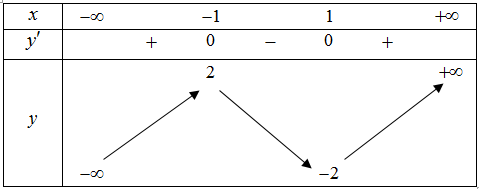 x −∞ −1 1 +∞
y′ + 0 − 0 +
2 +∞
y
−∞ −2